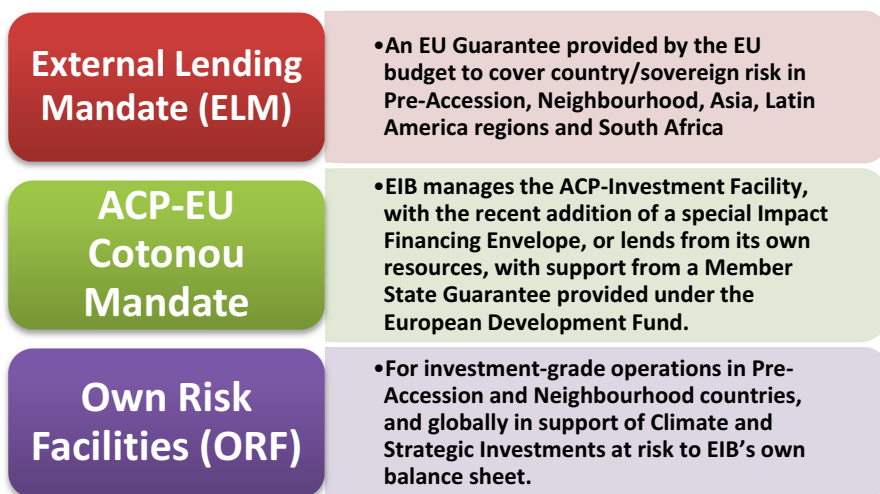 External Lending
Mandate (ELM)
•An EU Guarantee provided by the EU
budget to cover country/sovereign risk in
Pre-Accession, Neighbourhood, Asia, Latin
America regions and South Africa
ACP-EU
Cotonou
Mandate
•EIB manages the ACP-Investment Facility,
with the recent addition of a special Impact
Financing Envelope, or lends from its own
resources, with support from a Member
State Guarantee provided under the
European Development Fund.
Own Risk
Facilities (ORF)
•For investment-grade operations in Pre-
Accession and Neighbourhood countries,
and globally in support of Climate and
Strategic Investments at risk to EIB’s own
balance sheet.